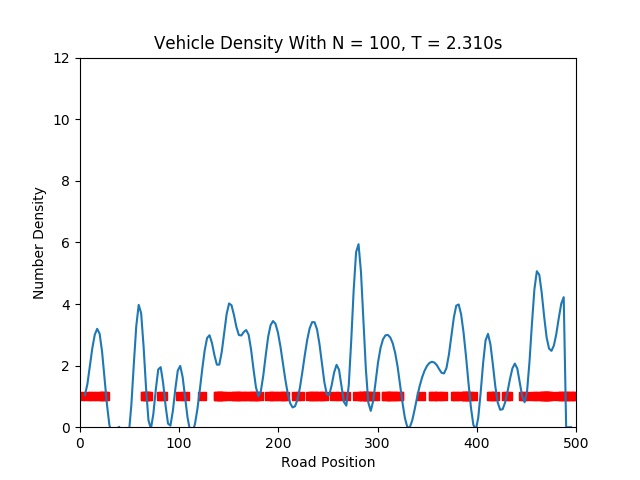 Vehicle Density With N = 100, T = 2.310s
12
10
8
6
4
2
0
Number Density
0 100 200 300 400 500
Road Position